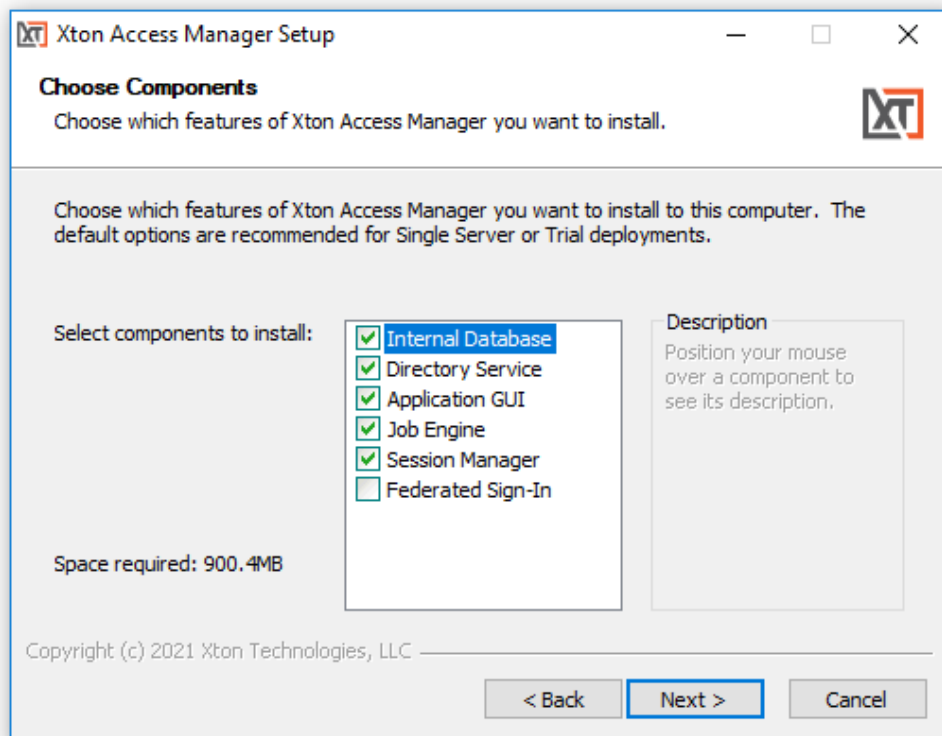 XT Xton Access Manager Setup
Choose Components
Choose which features of Xton Access Manager you want to install.
XT
Choose which features of Xton Access Manager you want to install to this computer. The
default options are recommended for Single Server or Trial deployments.
Select components to install:
Internal Database
Directory Service
Application GUI
Job Engine
Session Manager
Federated Sign-In
Description
Position your mouse
over a component to
see its description.
Space required: 900.4MB
Copyright (c) 2021 Xton Technologies, LLC
< Back
Next >
Cancel